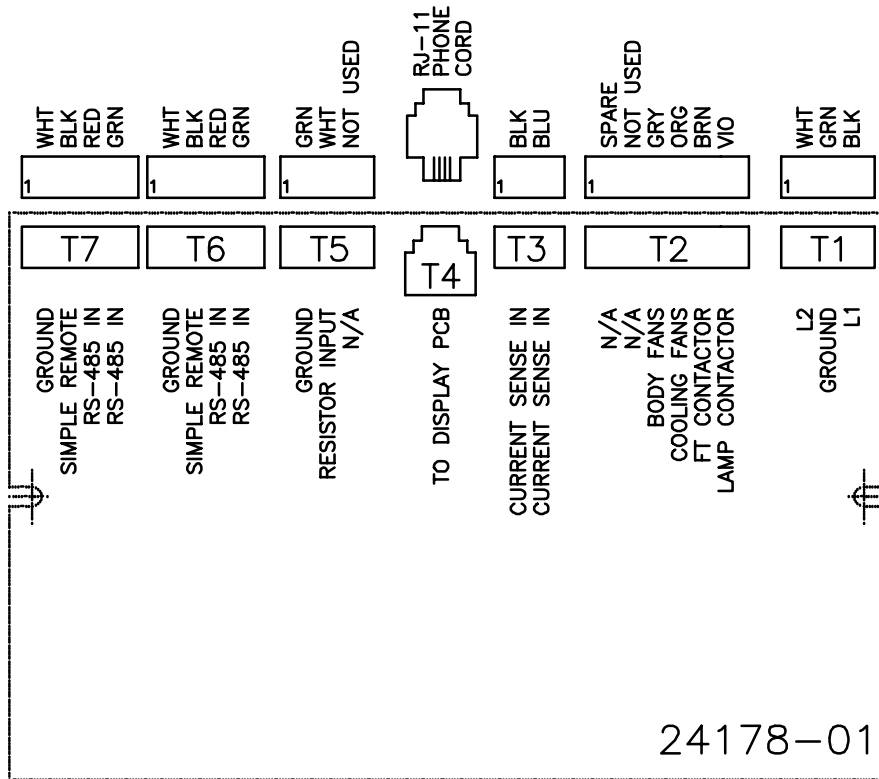 WHT
BLK
RED
GRN
WHT
BLK
RED
GRN
GRN
WHT
NOT USED
RJ-11
PHONE
CORD
BLK
BLU
SPARE
NOT USED
GRY
ORG
BRN
VIO
WHT
GRN
BLK
1
1
1
1
1
1
T7
T6
T5
T4
T3
T2
T1
GROUND
SIMPLE REMOTE
RS-485 IN
RS-485 IN
GROUND
SIMPLE REMOTE
RS-485 IN
RS-485 IN
GROUND
RESISTOR INPUT
N/A
TO DISPLAY PCB
CURRENT SENSE IN
CURRENT SENSE IN
N/A
N/A
BODY FANS
COOLING FANS
FT CONTACTOR
LAMP CONTACTOR
L2
GROUND
L1
24178-01